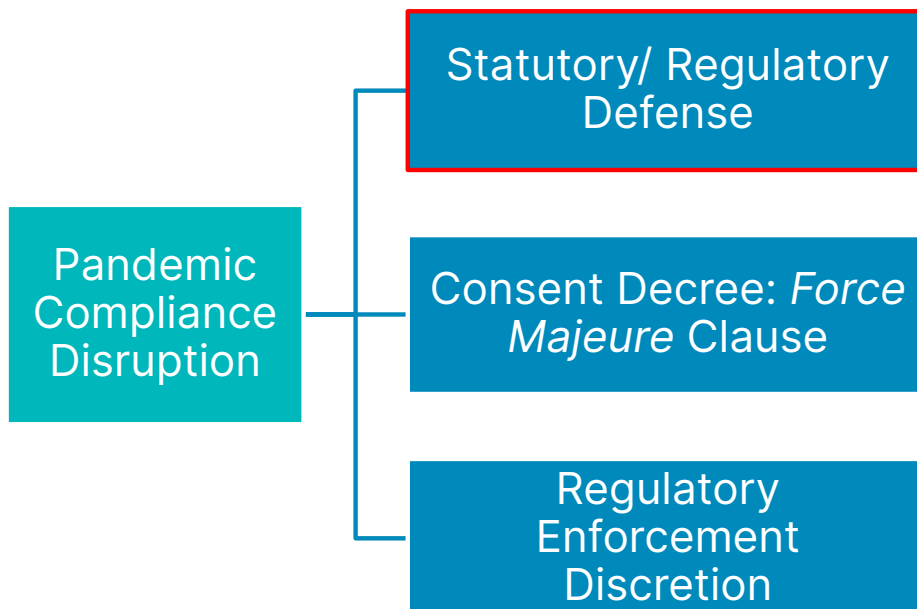 Statutory/ Regulatory
Defense
Pandemic
Compliance
Disruption
Consent Decree: Force
Majeure Clause
Regulatory
Enforcement
Discretion